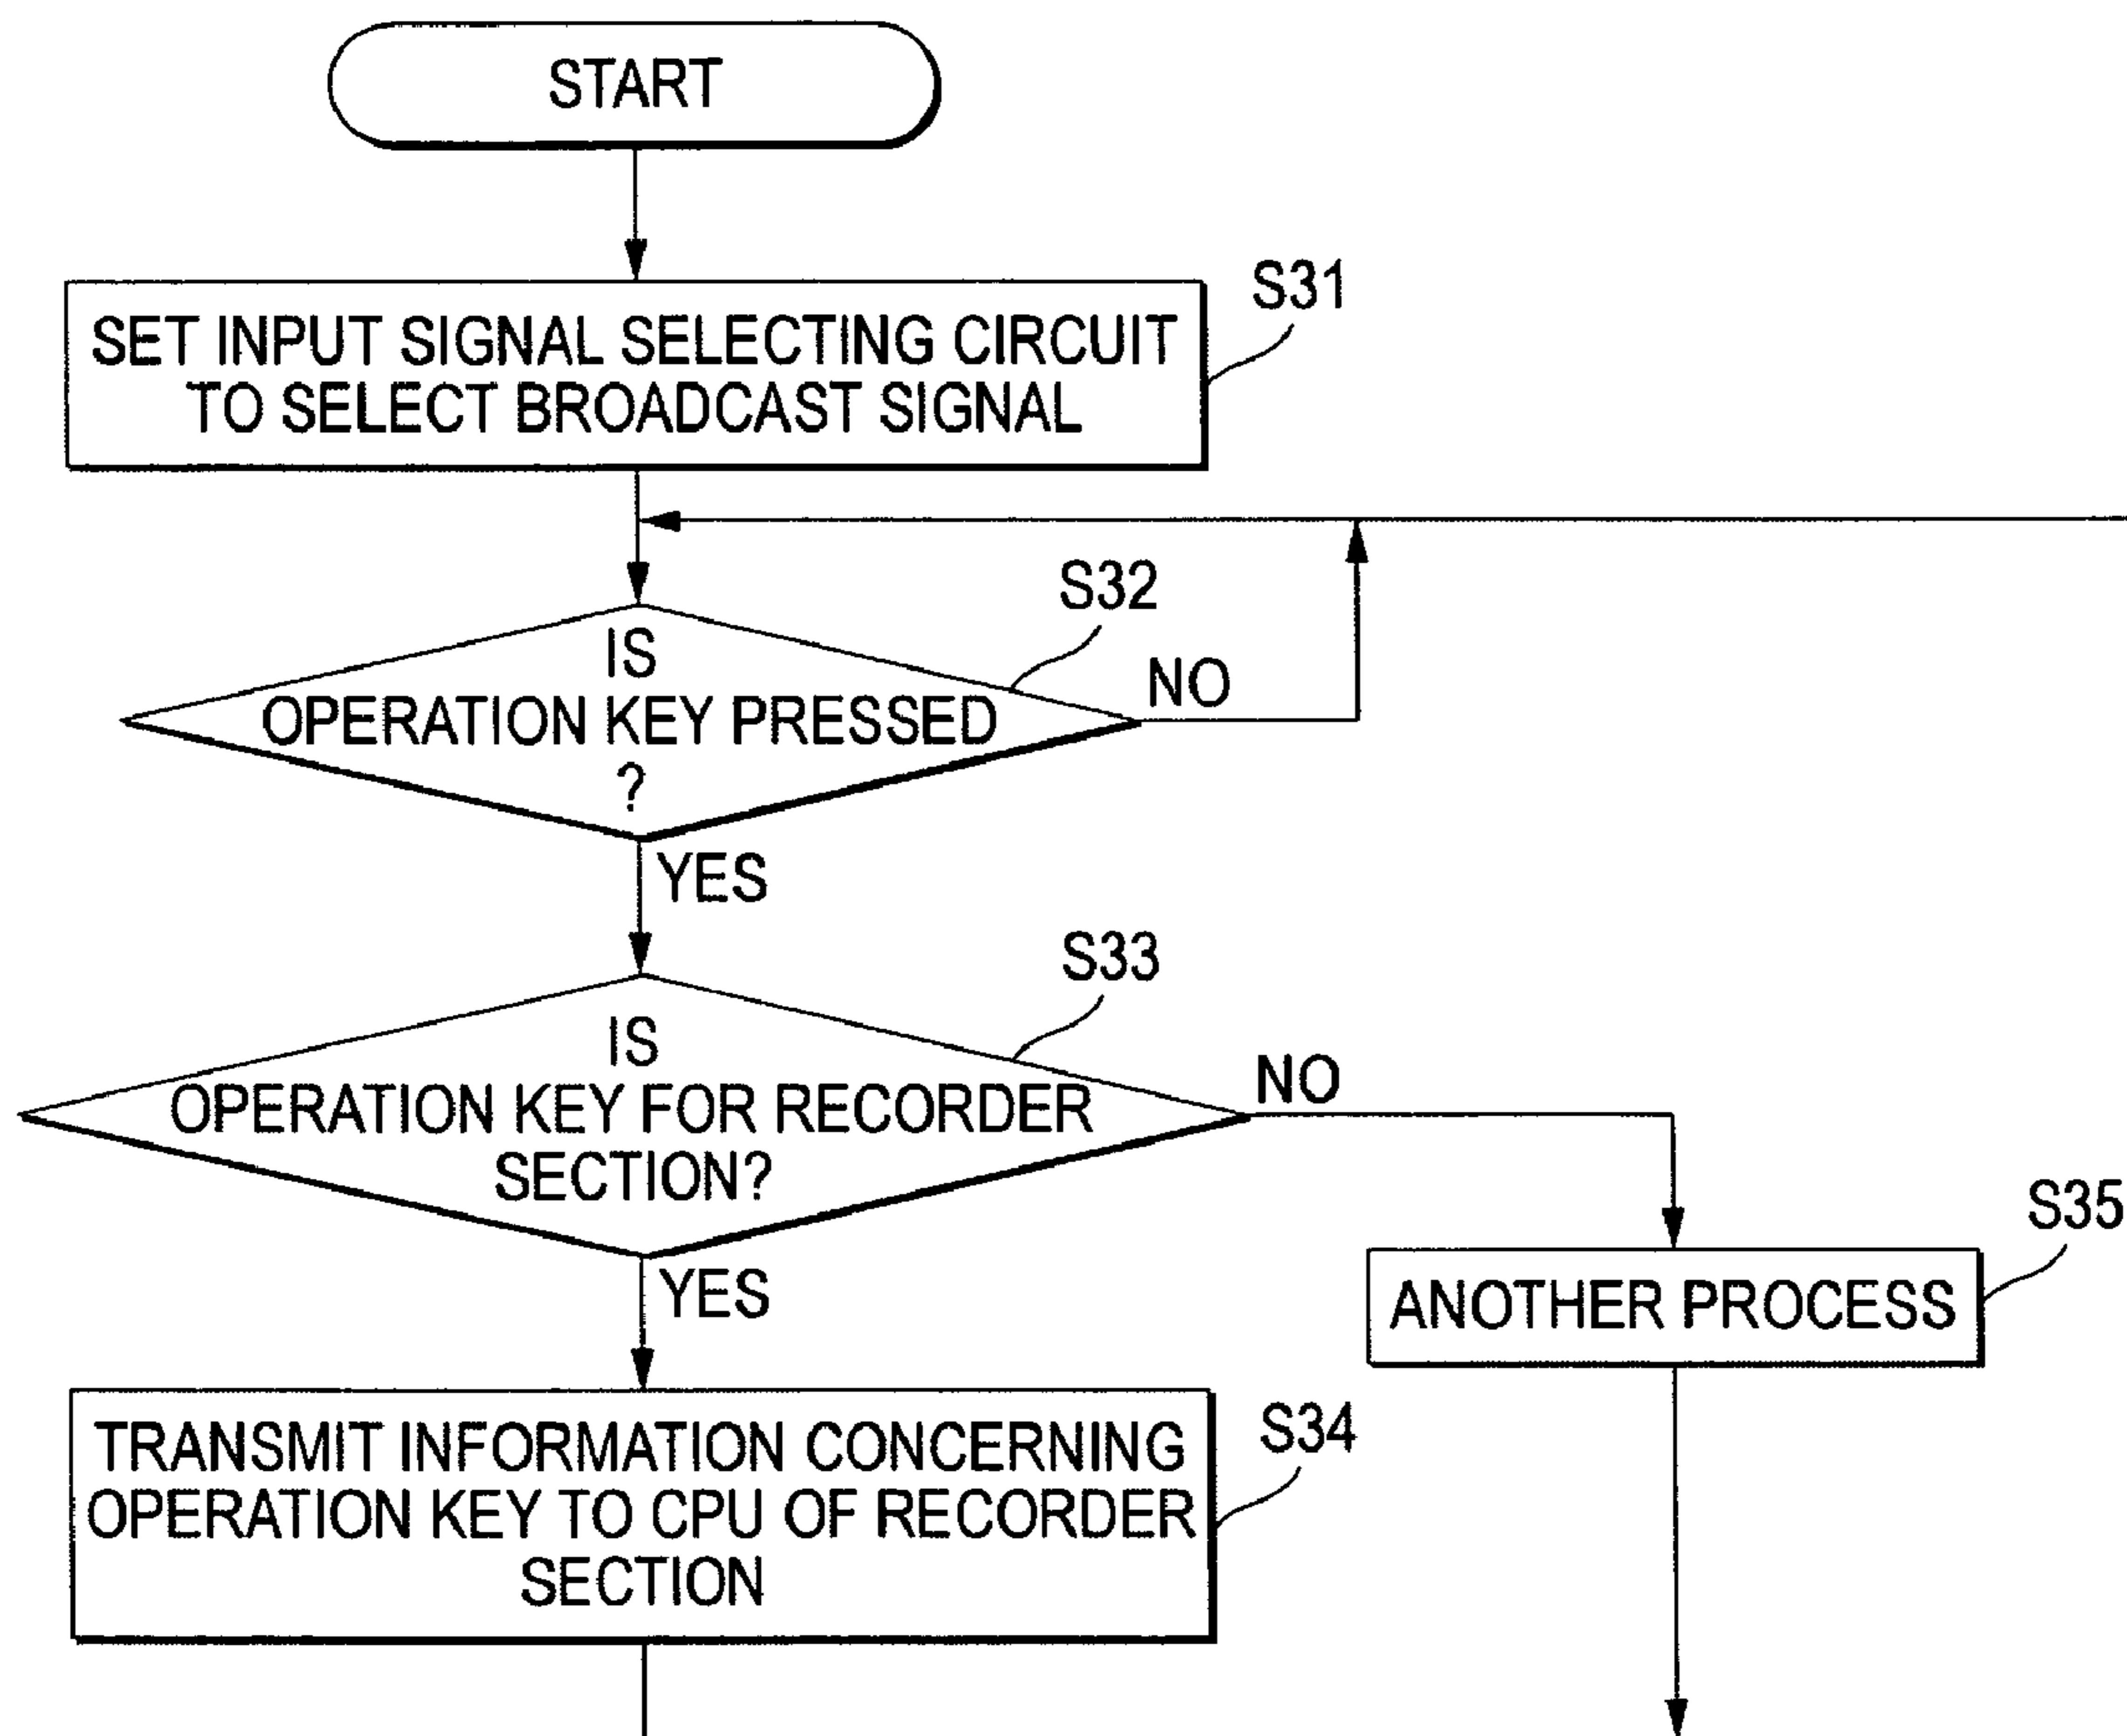 START
S31
SET INPUT SIGNAL SELECTING CIRCUIT
TO SELECT BROADCAST SIGNAL
S32
IS
OPERATION KEY PRESSED
?
NO
YES
S33
IS
OPERATION KEY FOR RECORDER
SECTION?
NO
YES
S35
ANOTHER PROCESS
S34
TRANSMIT INFORMATION CONCERNING
OPERATION KEY TO CPU OF RECORDER
SECTION